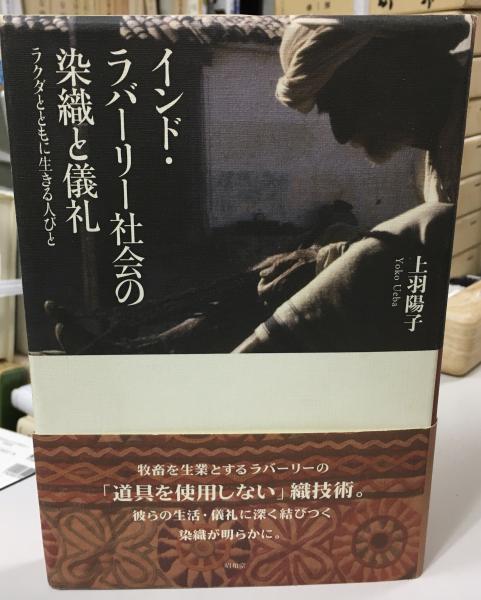 インド・
ラバーリー社会の
染織と儀礼
ラクダとともに生きる人びと
上羽陽子
Yoko Ueba
牧畜を生業とするラバーリーの
「道具を使用しない」織技術。
彼らの生活・儀礼に深く結びつく
染織が明らかに。
昭和堂